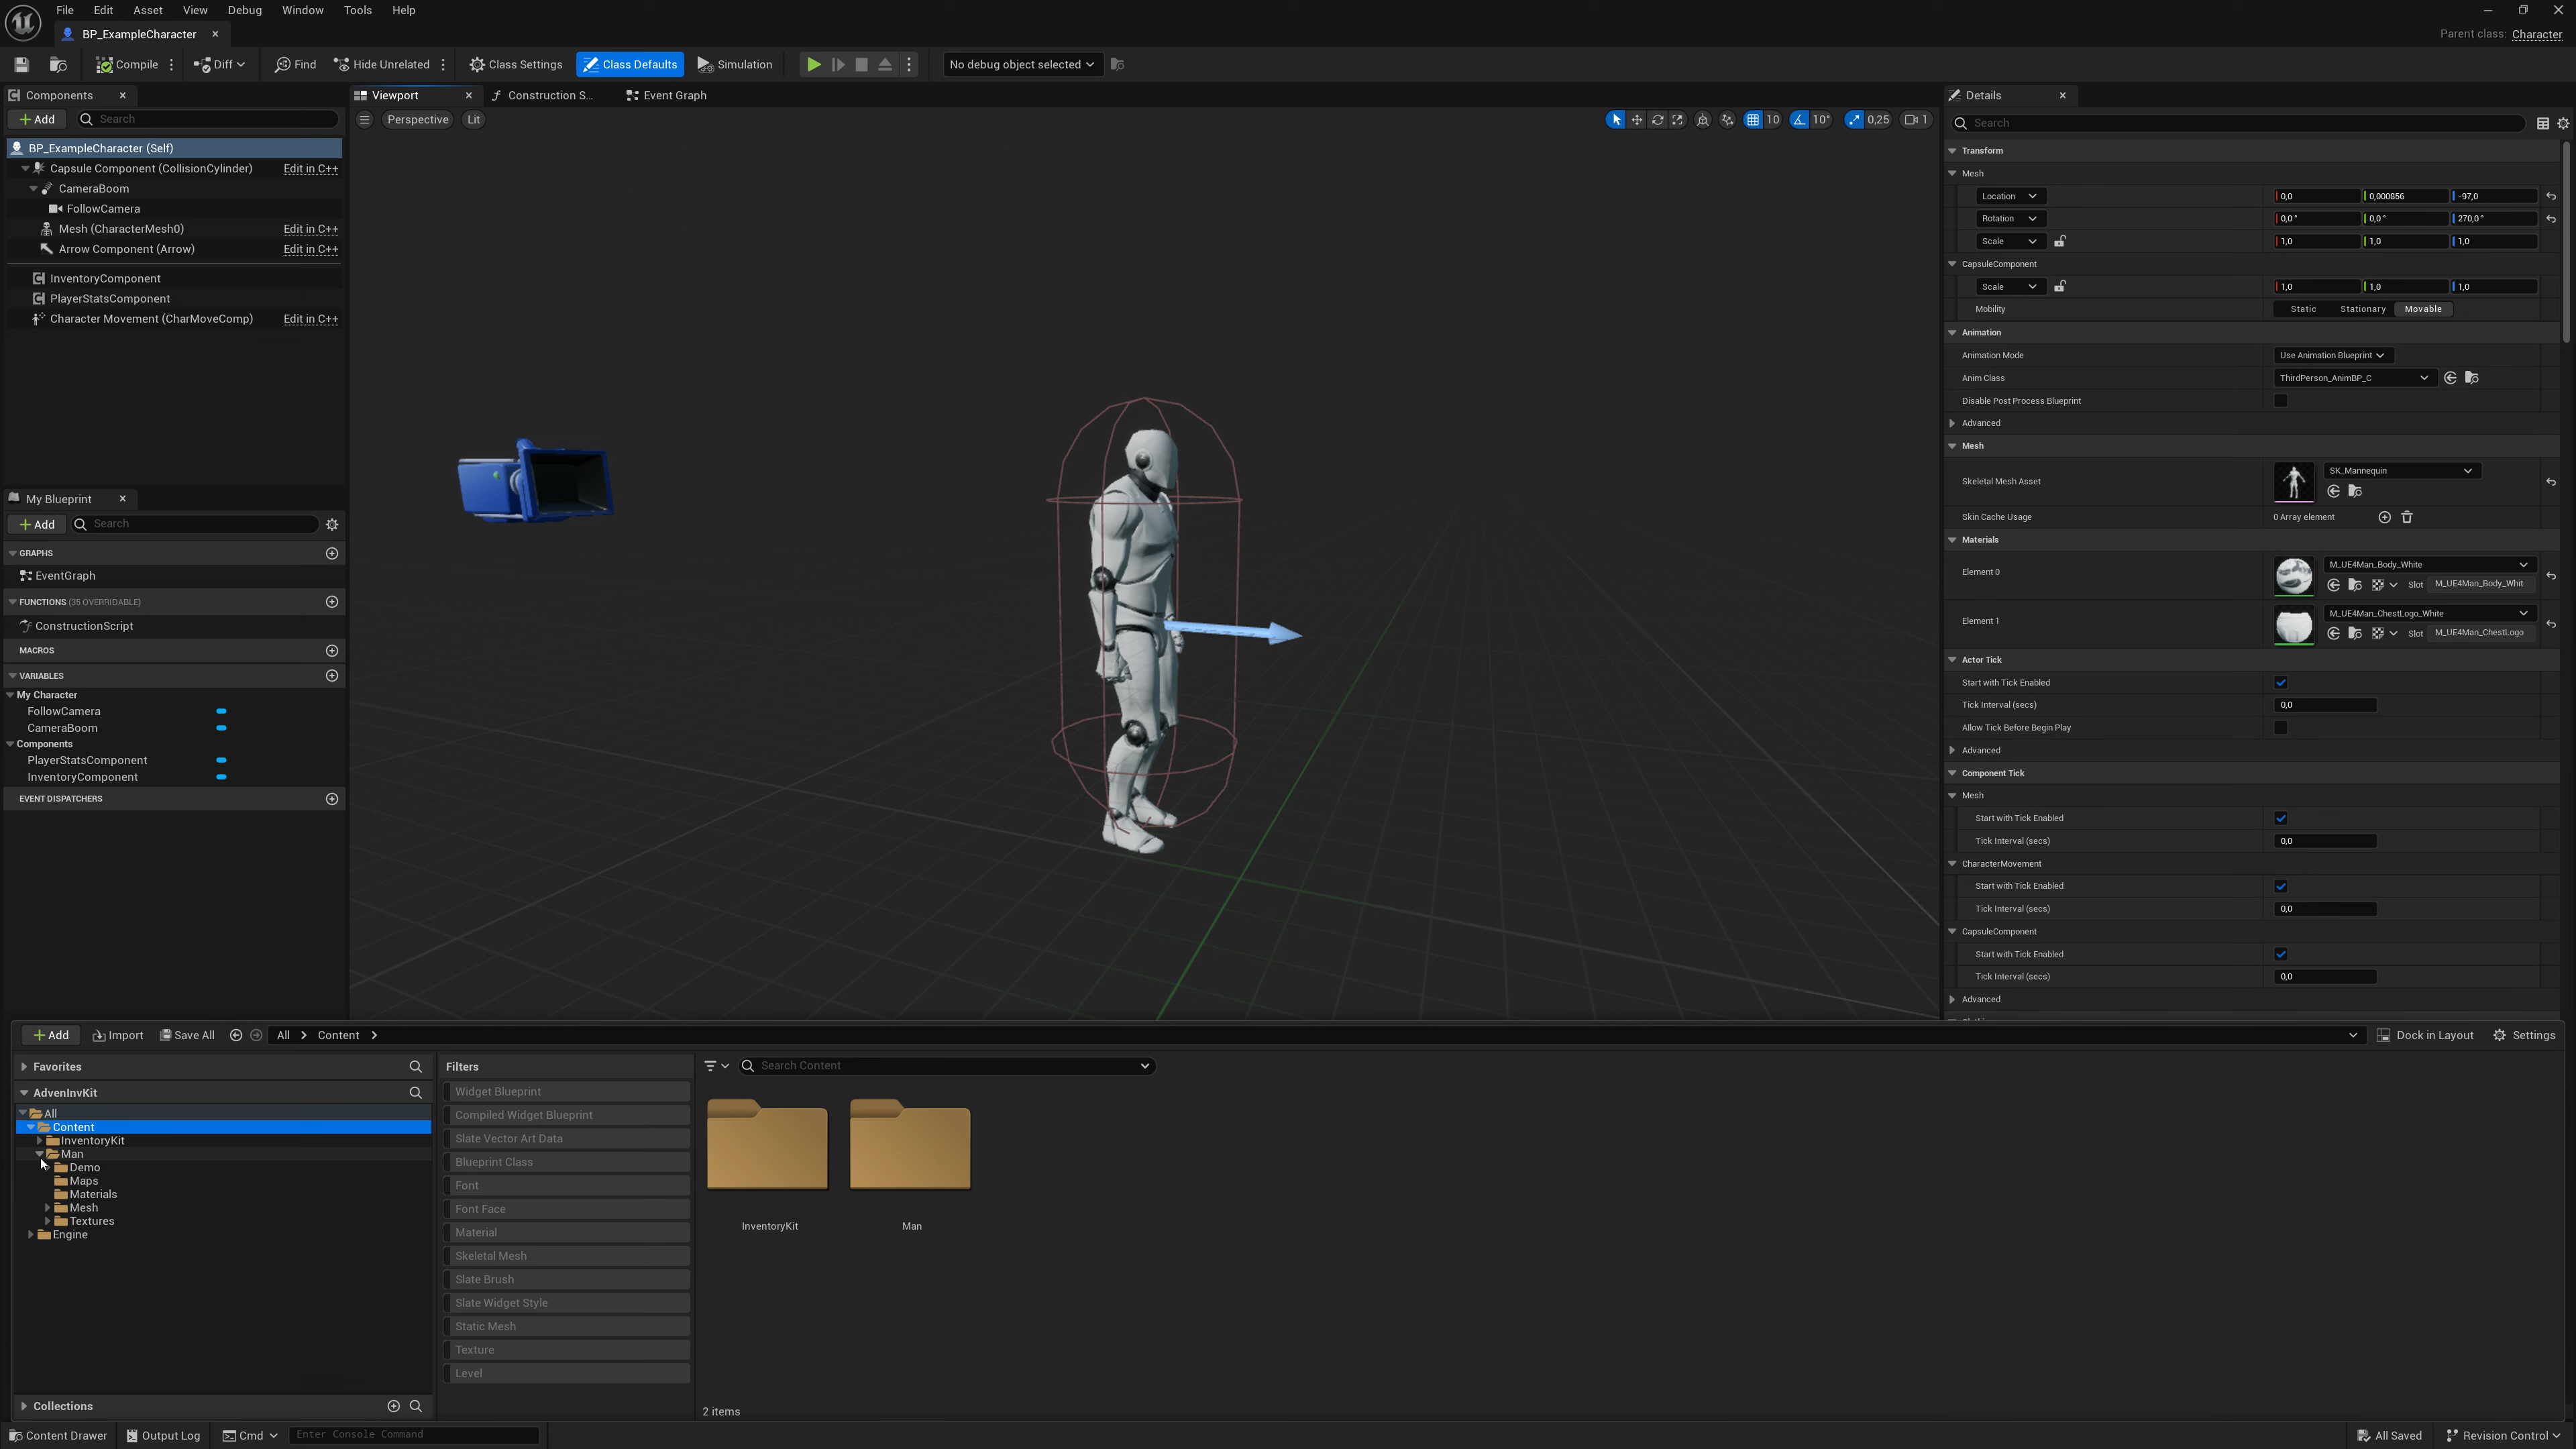 File Edit Asset View Debug Window Tools Help
BP_ExampleCharacter
Parent class: Character
Compile Diff Find Hide Unrelated Class Settings Class Defaults Simulation No debug object selected
Components
Add Search
BP_ExampleCharacter (Self)
Capsule Component (CollisionCylinder) Edit in C++
CameraBoom
FollowCamera
Mesh (CharacterMesh0) Edit in C++
Arrow Component (Arrow) Edit in C++
InventoryComponent
PlayerStatsComponent
Character Movement (CharMoveComp) Edit in C++
My Blueprint
Add Search
GRAPHS
EventGraph
FUNCTIONS (35 OVERRIDABLE)
ConstructionScript
MACROS
VARIABLES
My Character
FollowCamera
CameraBoom
Components
PlayerStatsComponent
InventoryComponent
EVENT DISPATCHERS
Viewport Construction S... Event Graph
Perspective Lit 10 10° 0,25 1
Details
Search
Transform
Mesh
Location 0,0 0,000856 -97,0
Rotation 0,0 ° 0,0 ° 270,0 °
Scale 1,0 1,0 1,0
CapsuleComponent
Scale 1,0 1,0 1,0
Mobility Static Stationary Movable
Animation
Animation Mode Use Animation Blueprint
Anim Class ThirdPerson_AnimBP_C
Disable Post Process Blueprint
Advanced
Mesh
Skeletal Mesh Asset SK_Mannequin
Skin Cache Usage 0 Array element
Materials
Element 0 M_UE4Man_Body_White
Slot M_UE4Man_Body_Whit
Element 1 M_UE4Man_ChestLogo_White
Slot M_UE4Man_ChestLogo
Actor Tick
Start with Tick Enabled
Tick Interval (secs) 0,0
Allow Tick Before Begin Play
Advanced
Component Tick
Mesh
Start with Tick Enabled
Tick Interval (secs) 0,0
CharacterMovement
Start with Tick Enabled
Tick Interval (secs) 0,0
CapsuleComponent
Start with Tick Enabled
Tick Interval (secs) 0,0
Advanced
Add Import Save All All Content Dock in Layout Settings
Favorites
AdvenInvKit
All
Content
InventoryKit
Man
Demo
Maps
Materials
Mesh
Textures
Engine
Collections
Filters
Widget Blueprint
Compiled Widget Blueprint
Slate Vector Art Data
Blueprint Class
Font
Font Face
Material
Skeletal Mesh
Slate Brush
Slate Widget Style
Static Mesh
Texture
Level
Search Content
InventoryKit Man
2 items
Content Drawer Output Log Cmd Enter Console Command All Saved Revision Control